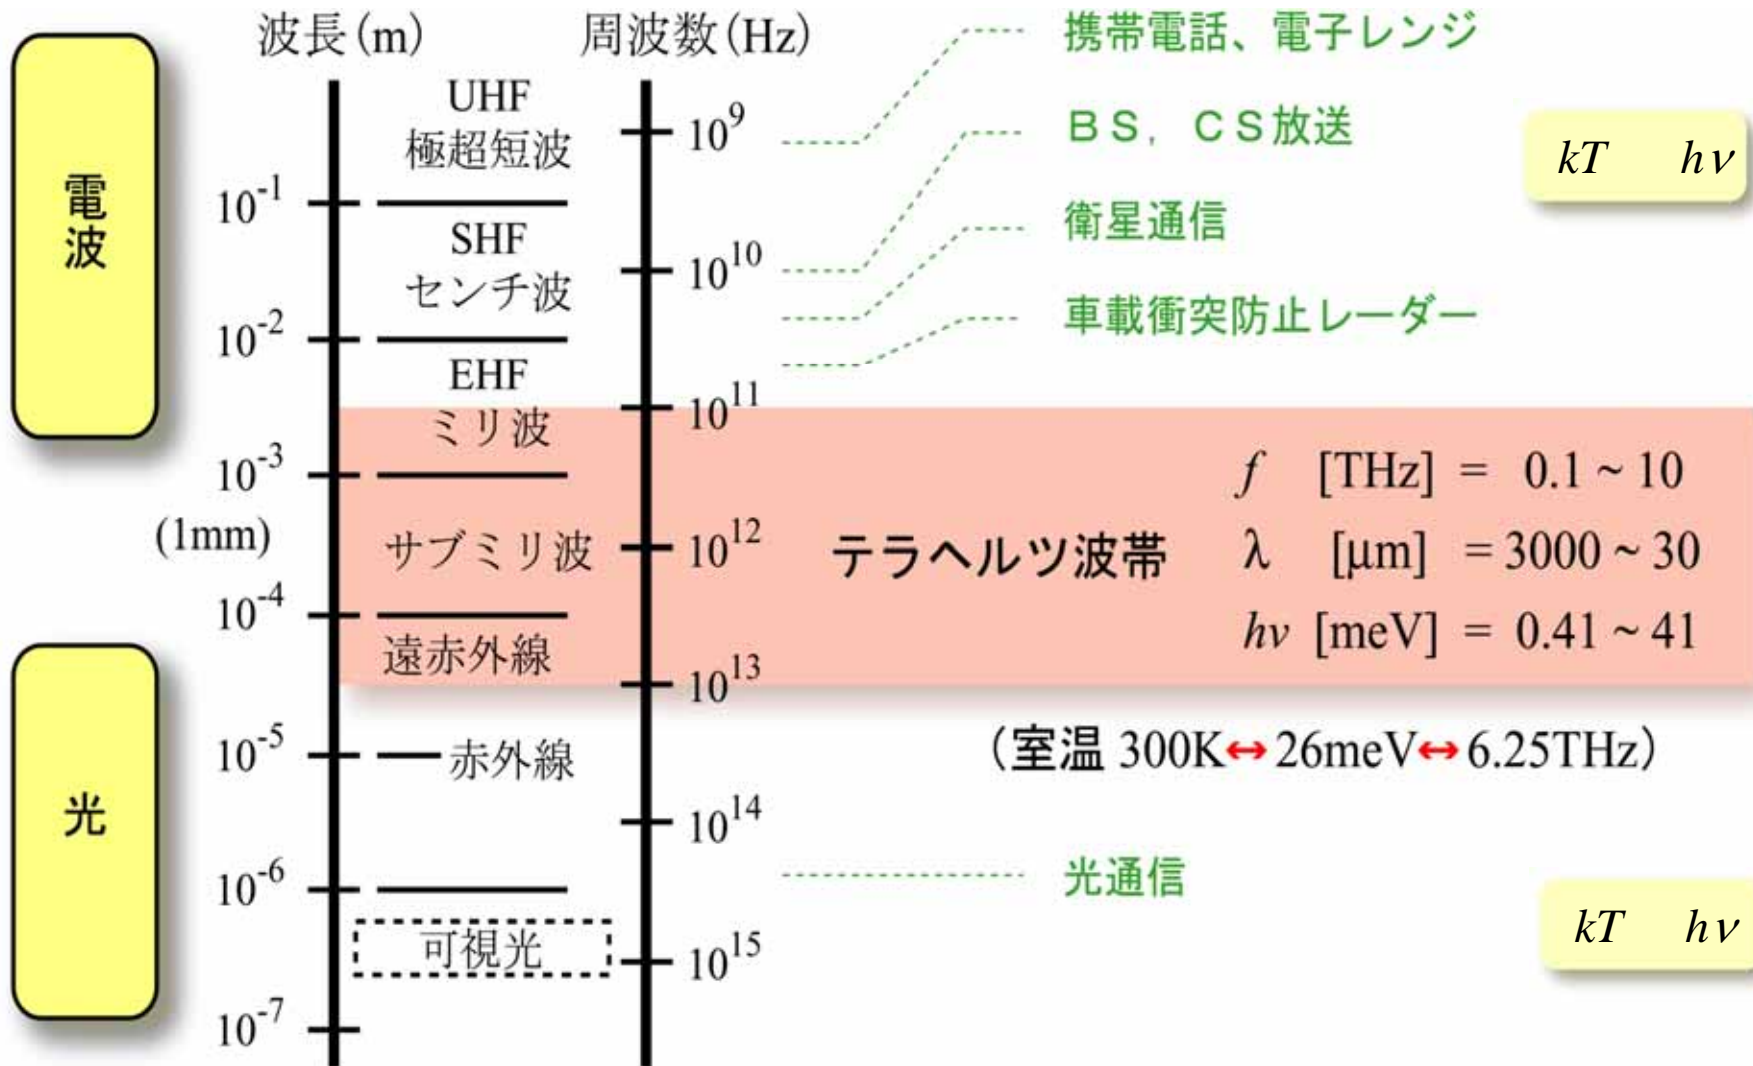 波長(m)
周波数(Hz)
電波
光
UHF
極超短波
10^-1
SHF
センチ波
10^-2
EHF
ミリ波
10^-3
(1mm)
サブミリ波
10^-4
遠赤外線
10^-5
赤外線
10^-6
可視光
10^-7
10^9
10^10
10^11
10^12
10^13
10^14
10^15
携帯電話、電子レンジ
BS, CS放送
衛星通信
車載衝突防止レーダー
kT hν
テラヘルツ波帯
f [THz] = 0.1 ~ 10
λ [μm] = 3000 ~ 30
hν [meV] = 0.41 ~ 41
(室温 300K↔26meV↔6.25THz)
光通信
kT hν